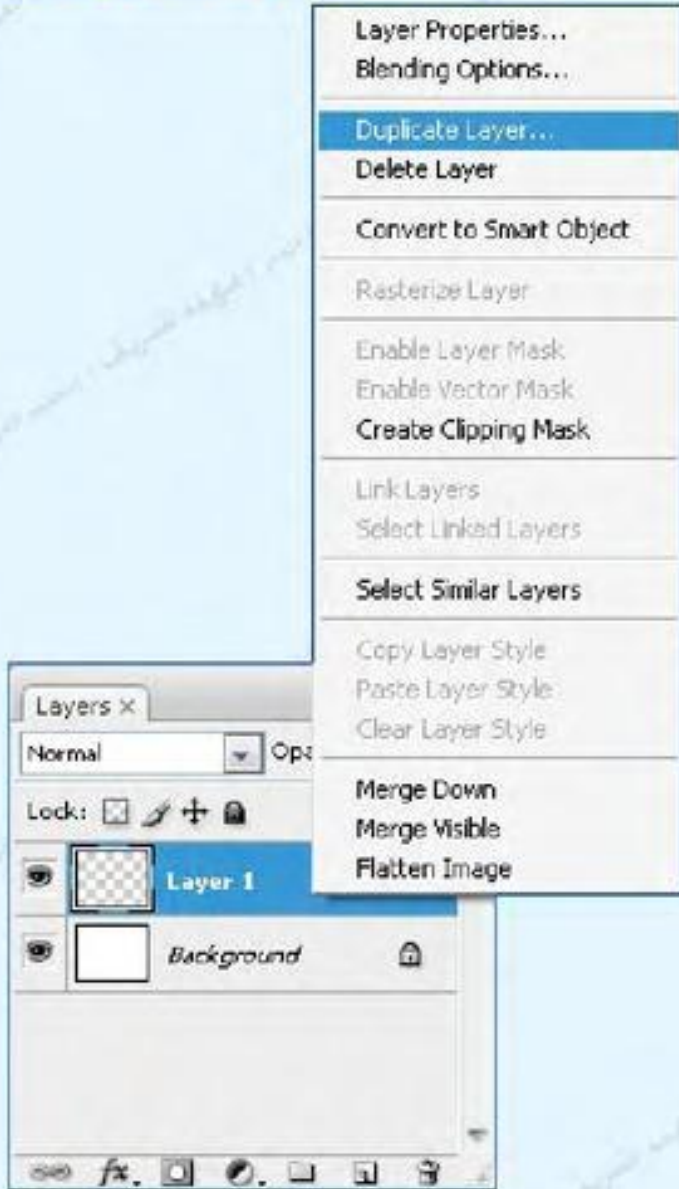 Layer Properties...
Blending Options...
Duplicate Layer...
Delete Layer
Convert to Smart Object
Rasterize Layer
Enable Layer Mask
Enable Vector Mask
Create Clipping Mask
Link Layers
Select Linked Layers
Select Similar Layers
Copy Layer Style
Paste Layer Style
Clear Layer Style
Merge Down
Merge Visible
Flatten Image
Layers ×
Normal Opa
Lock:
Layer 1
Background
fx.